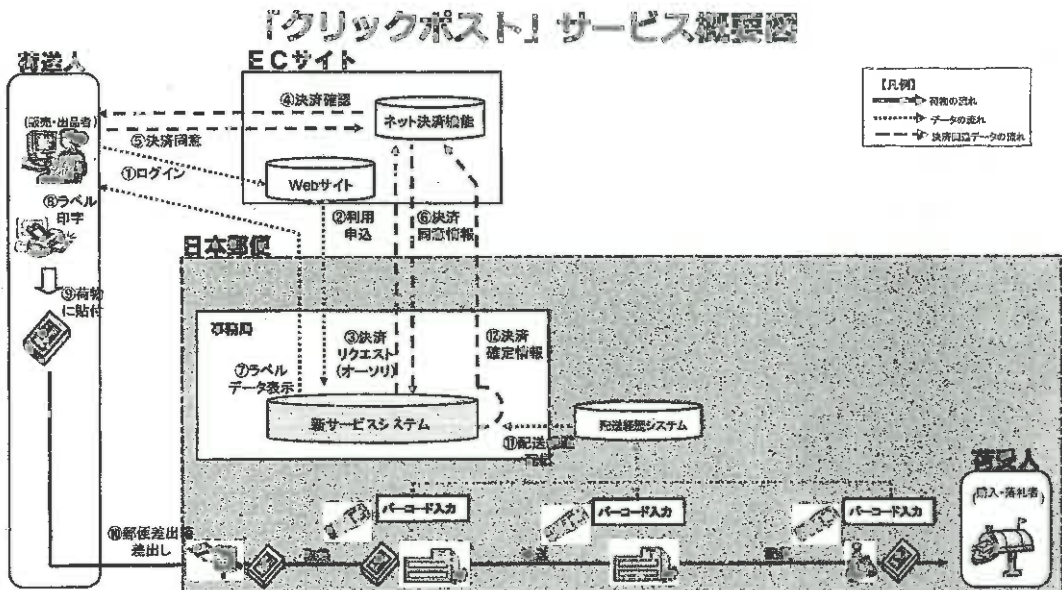 「クリックポスト」サービス概要図
荷送人
ECサイト
【凡例】
荷物の流れ
データの流れ
決済関連データの流れ
④決済確認
ネット決済機能
(販売・出品者)
⑤決済同意
①ログイン
Webサイト
⑧ラベル
印字
②利用
申込
⑥決済
同意情報
日本郵便
⑨荷物
に貼付
事務局
③決済
リクエスト
(オーソリ)
⑫決済
確定情報
⑦ラベル
データ表示
新サービスシステム
システム
⑪配送
荷受人
(購入・落札者)
バーコード入力
バーコード入力
バーコード入力
⑩郵便差出箱
差出し